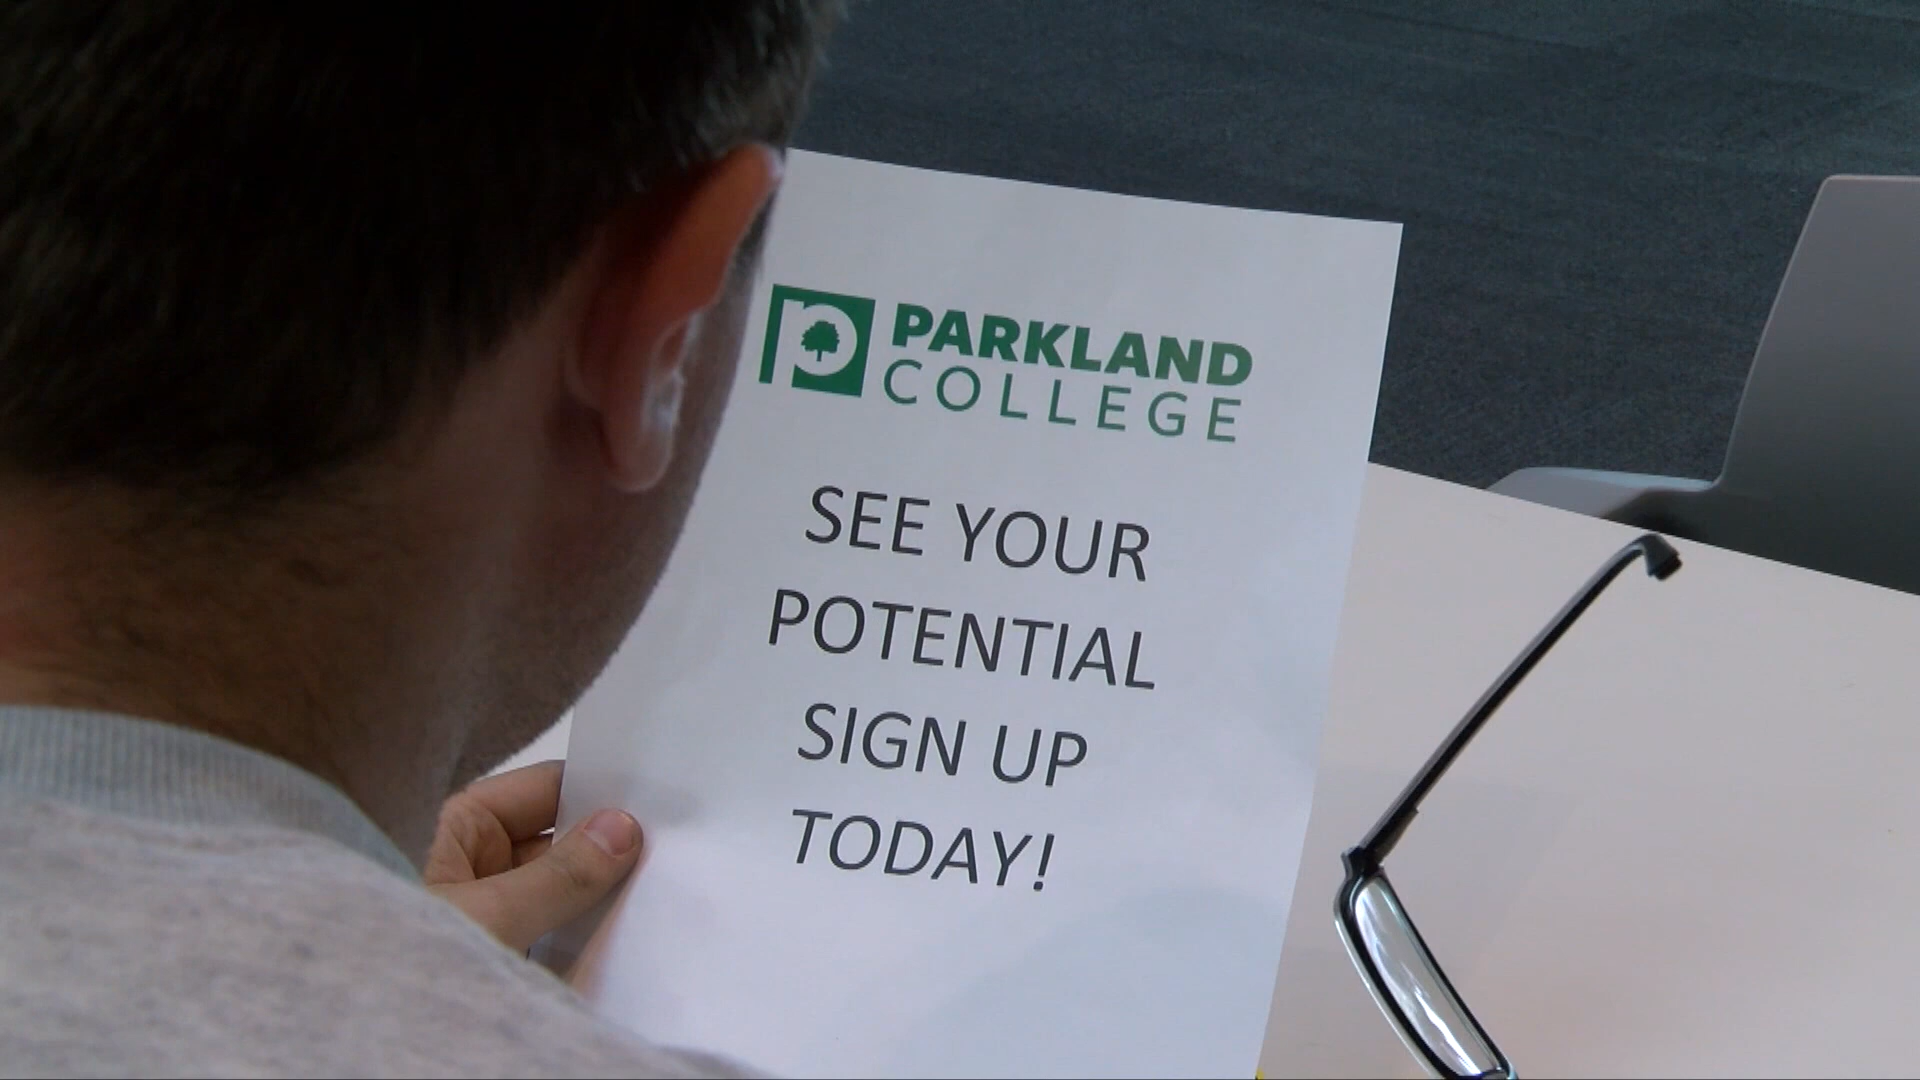 PARKLAND
COLLEGE
SEE YOUR
POTENTIAL
SIGN UP
TODAY!